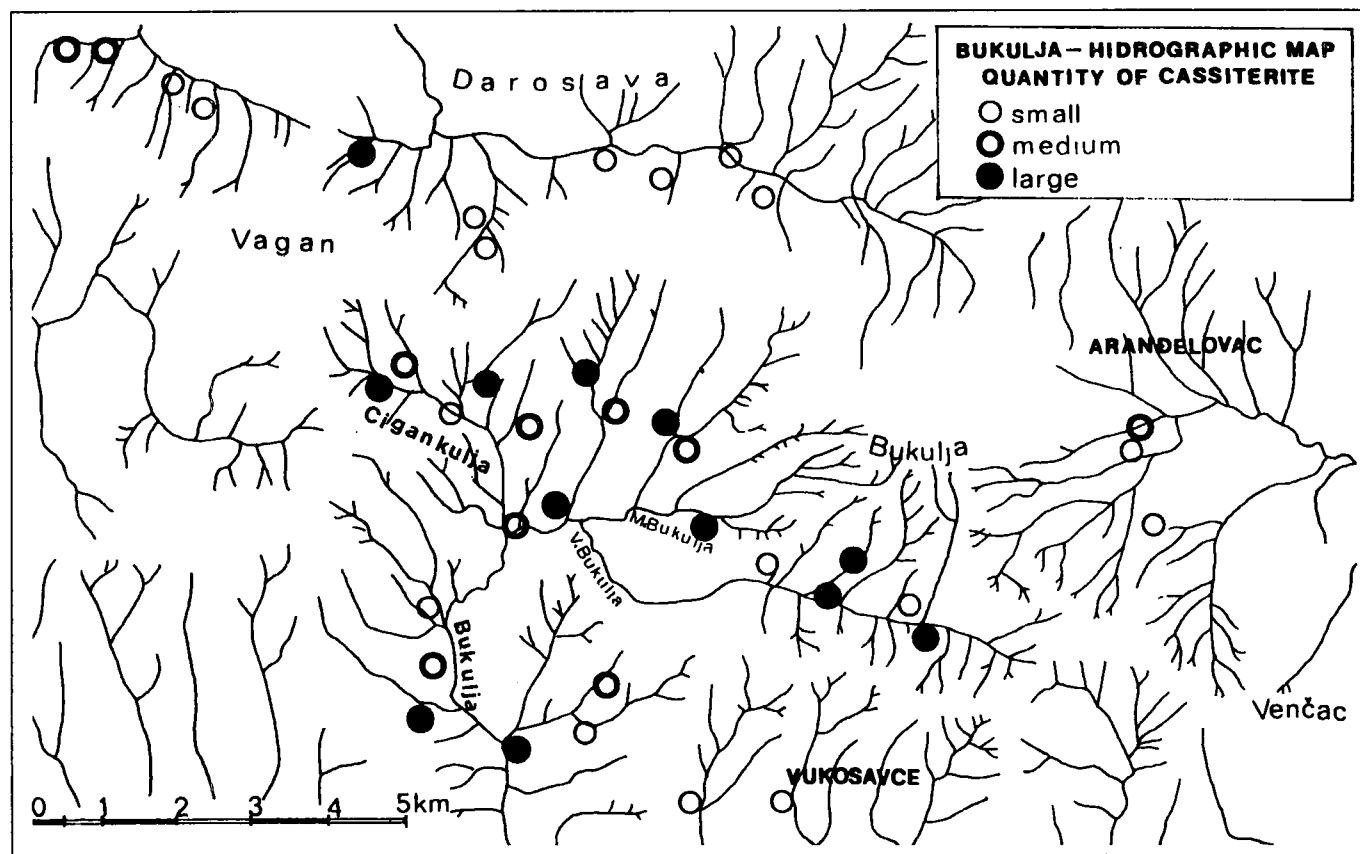 BUKULJA – HIDROGRAPHIC MAP
QUANTITY OF CASSITERITE
small
medium
large
Daroslava
Vagan
ARANĐELOVAC
Cigankulja
Bukulja
M.Bukulja
V.Bukulja
Bukulja
Venčac
VUKOSAVCE
0 1 2 3 4 5km